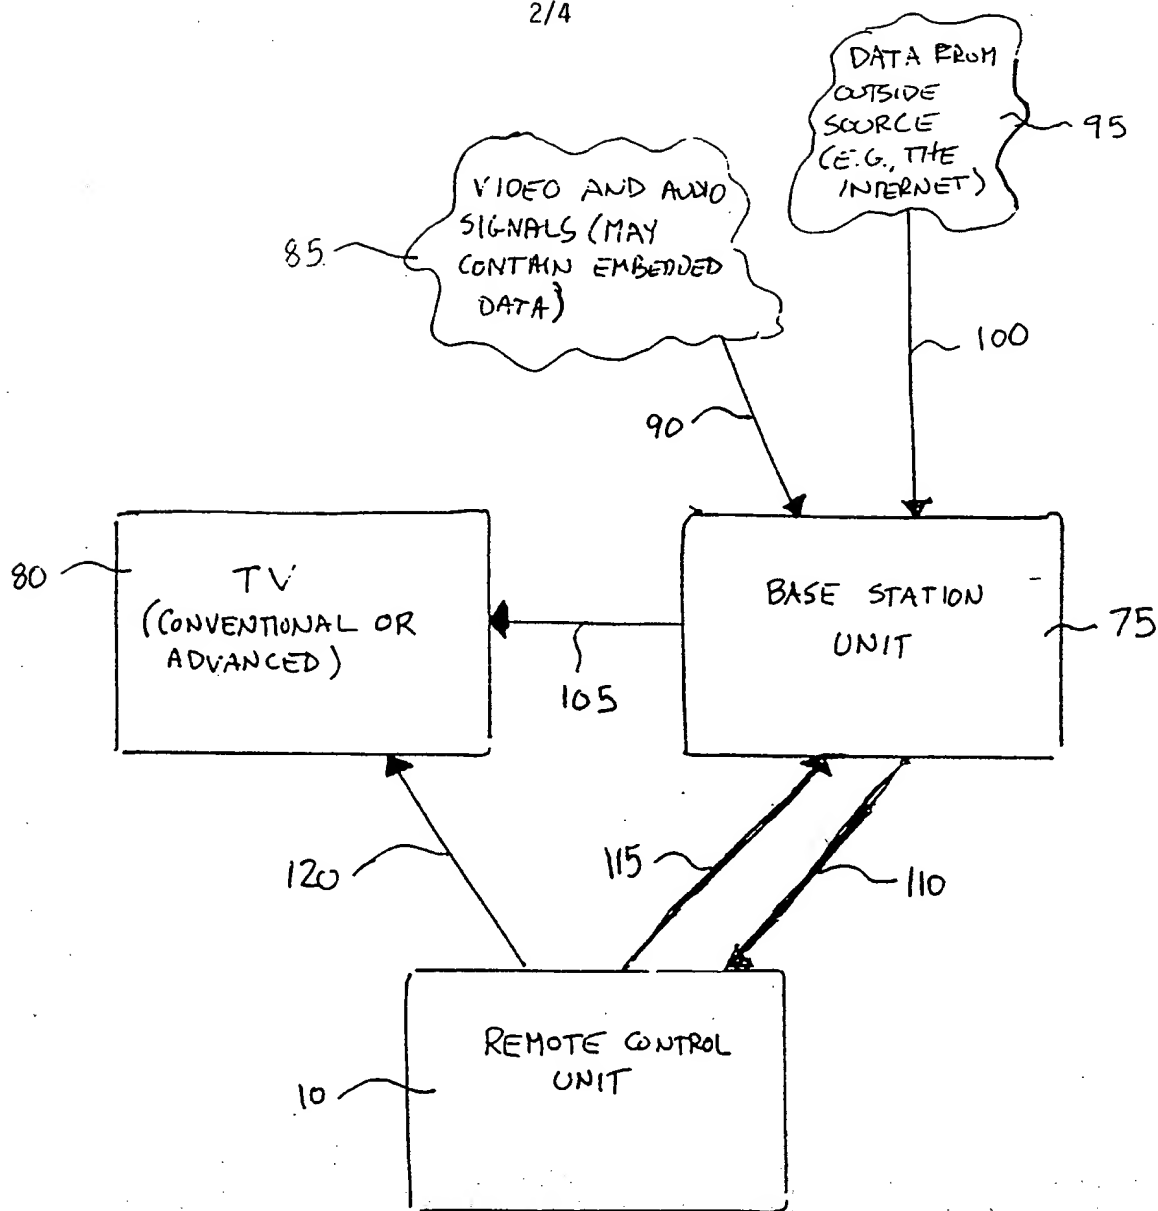 2/4
DATA FROM
OUTSIDE
SOURCE
(E.G., THE
INTERNET)
95
VIDEO AND AUDIO
SIGNALS (MAY
CONTAIN EMBEDDED
DATA)
85
100
90
80
TV
(CONVENTIONAL OR
ADVANCED)
BASE STATION
UNIT
75
105
120
115
110
REMOTE CONTROL
UNIT
10